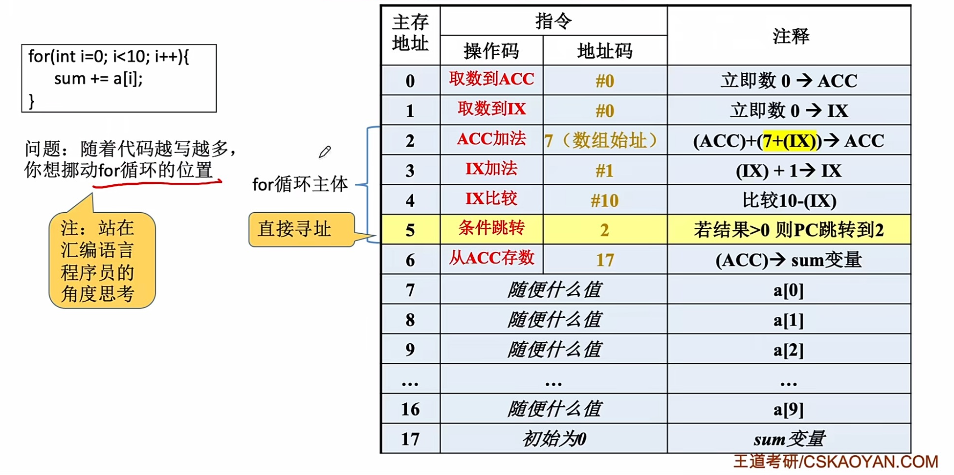 for(int i=0; i<10; i++){
sum += a[i];
}
问题：随着代码越写越多，
你想挪动for循环的位置
注：站在
汇编语言
程序员的
角度思考
for循环主体
直接寻址
主存
地址 指令 注释
操作码 地址码
0 取数到ACC #0 立即数 0 → ACC
1 取数到IX #0 立即数 0 → IX
2 ACC加法 7（数组始址） (ACC)+(7+(IX))→ ACC
3 IX加法 #1 (IX) + 1→ IX
4 IX比较 #10 比较10-(IX)
5 条件跳转 2 若结果>0 则PC跳转到2
6 从ACC存数 17 (ACC)→ sum变量
7 随便什么值 a[0]
8 随便什么值 a[1]
9 随便什么值 a[2]
... ... ...
16 随便什么值 a[9]
17 初始为0 sum变量
王道考研/CSKAOYAN.COM